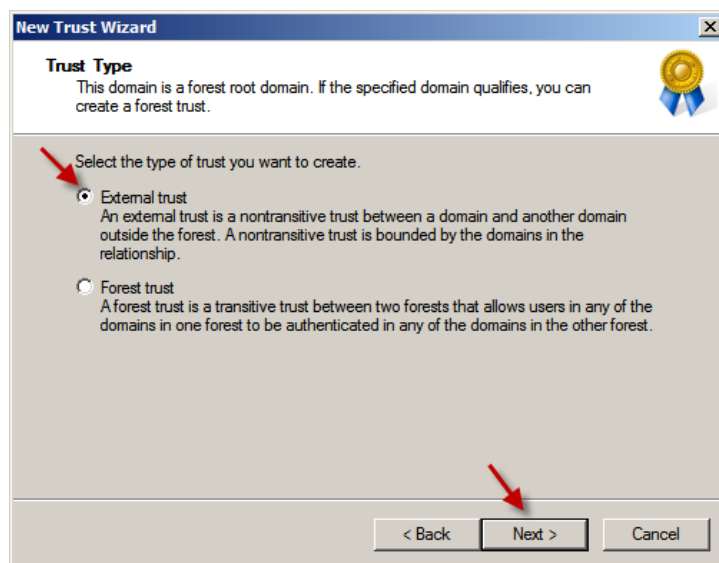 New Trust Wizard
Trust Type
This domain is a forest root domain. If the specified domain qualifies, you can
create a forest trust.
Select the type of trust you want to create.
External trust
An external trust is a nontransitive trust between a domain and another domain
outside the forest. A nontransitive trust is bounded by the domains in the
relationship.
Forest trust
A forest trust is a transitive trust between two forests that allows users in any of the
domains in one forest to be authenticated in any of the domains in the other forest.
< Back Next > Cancel